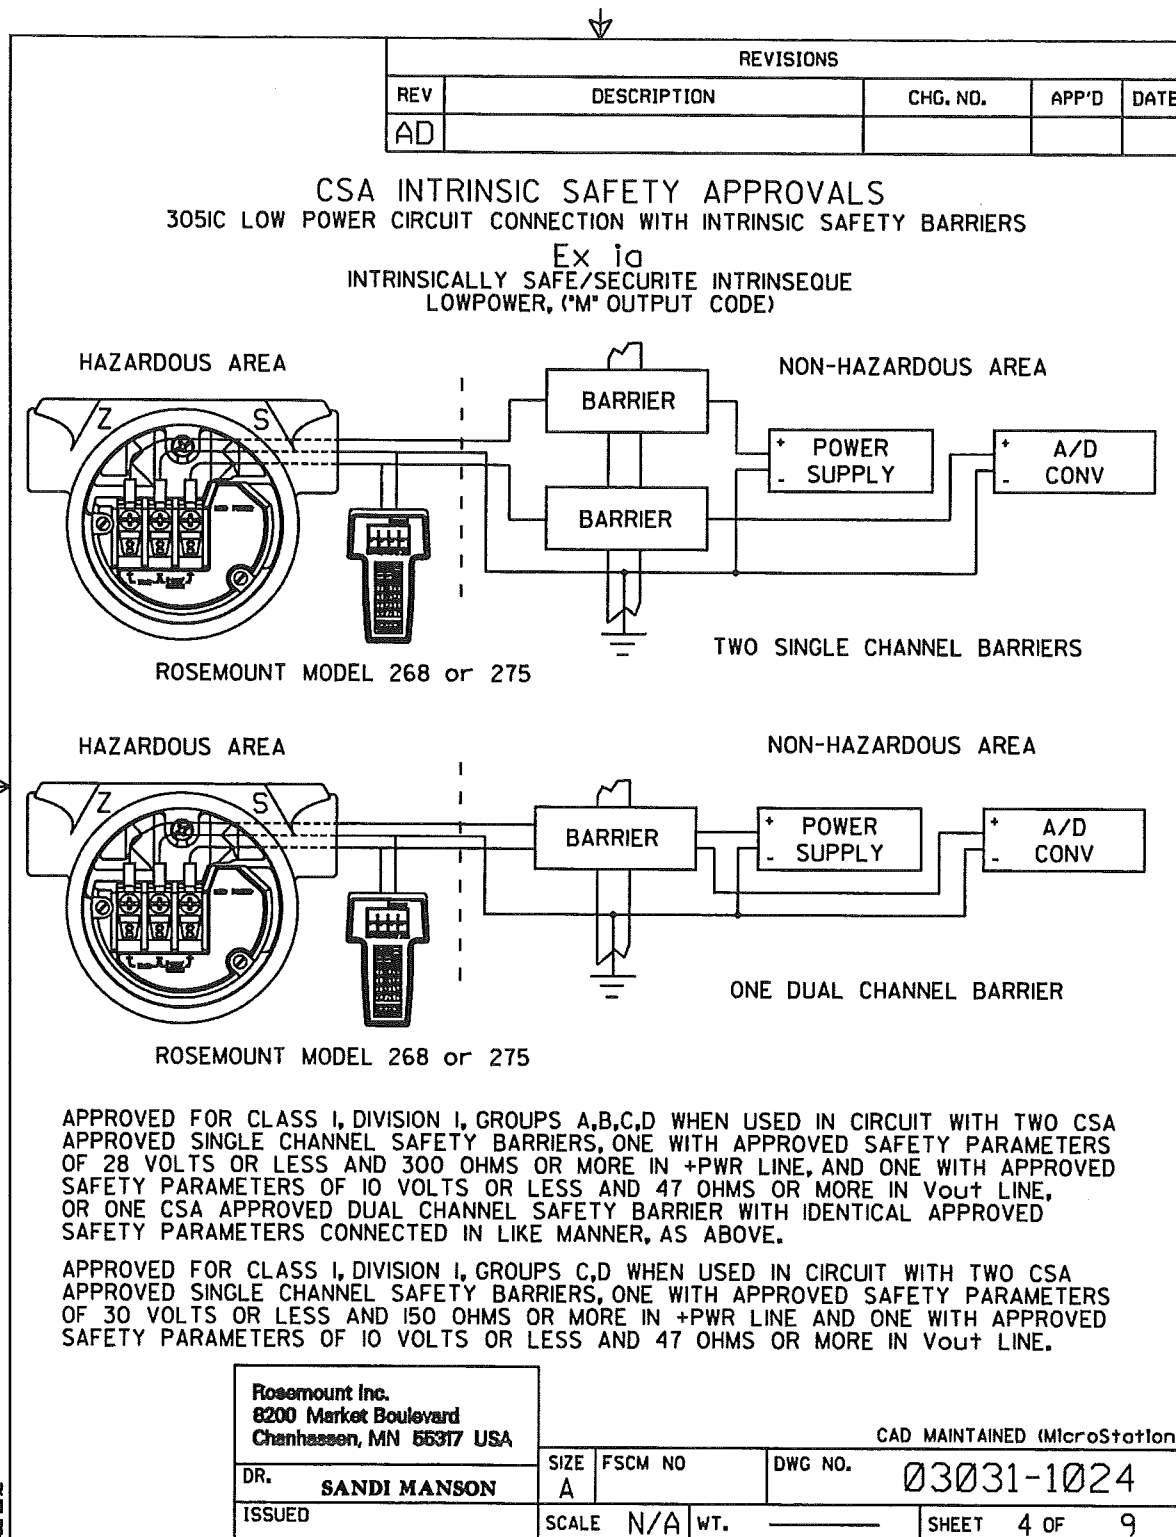 REVISIONS
REV DESCRIPTION CHG. NO. APP'D DATE
AD
CSA INTRINSIC SAFETY APPROVALS
3051C LOW POWER CIRCUIT CONNECTION WITH INTRINSIC SAFETY BARRIERS
Ex ia
INTRINSICALLY SAFE/SECURITE INTRINSEQUE
LOWPOWER, ("M" OUTPUT CODE)
HAZARDOUS AREA
NON-HAZARDOUS AREA
Z S
BARRIER
+ POWER
- SUPPLY
+ A/D
- CONV
BARRIER
TWO SINGLE CHANNEL BARRIERS
ROSEMOUNT MODEL 268 or 275
HAZARDOUS AREA
NON-HAZARDOUS AREA
Z S
BARRIER
+ POWER
- SUPPLY
+ A/D
- CONV
ONE DUAL CHANNEL BARRIER
ROSEMOUNT MODEL 268 or 275
APPROVED FOR CLASS I, DIVISION I, GROUPS A,B,C,D WHEN USED IN CIRCUIT WITH TWO CSA
APPROVED SINGLE CHANNEL SAFETY BARRIERS, ONE WITH APPROVED SAFETY PARAMETERS
OF 28 VOLTS OR LESS AND 300 OHMS OR MORE IN +PWR LINE, AND ONE WITH APPROVED
SAFETY PARAMETERS OF 10 VOLTS OR LESS AND 47 OHMS OR MORE IN Vout LINE,
OR ONE CSA APPROVED DUAL CHANNEL SAFETY BARRIER WITH IDENTICAL APPROVED
SAFETY PARAMETERS CONNECTED IN LIKE MANNER, AS ABOVE.
APPROVED FOR CLASS I, DIVISION I, GROUPS C,D WHEN USED IN CIRCUIT WITH TWO CSA
APPROVED SINGLE CHANNEL SAFETY BARRIERS, ONE WITH APPROVED SAFETY PARAMETERS
OF 30 VOLTS OR LESS AND 150 OHMS OR MORE IN +PWR LINE AND ONE WITH APPROVED
SAFETY PARAMETERS OF 10 VOLTS OR LESS AND 47 OHMS OR MORE IN Vout LINE.
Rosemount Inc.
8200 Market Boulevard
Chanhassen, MN 55317 USA
CAD MAINTAINED (MicroStation
DR. SANDI MANSON
SIZE A FSCM NO DWG NO. 03031-1024
ISSUED
SCALE N/A WT. SHEET 4 OF 9